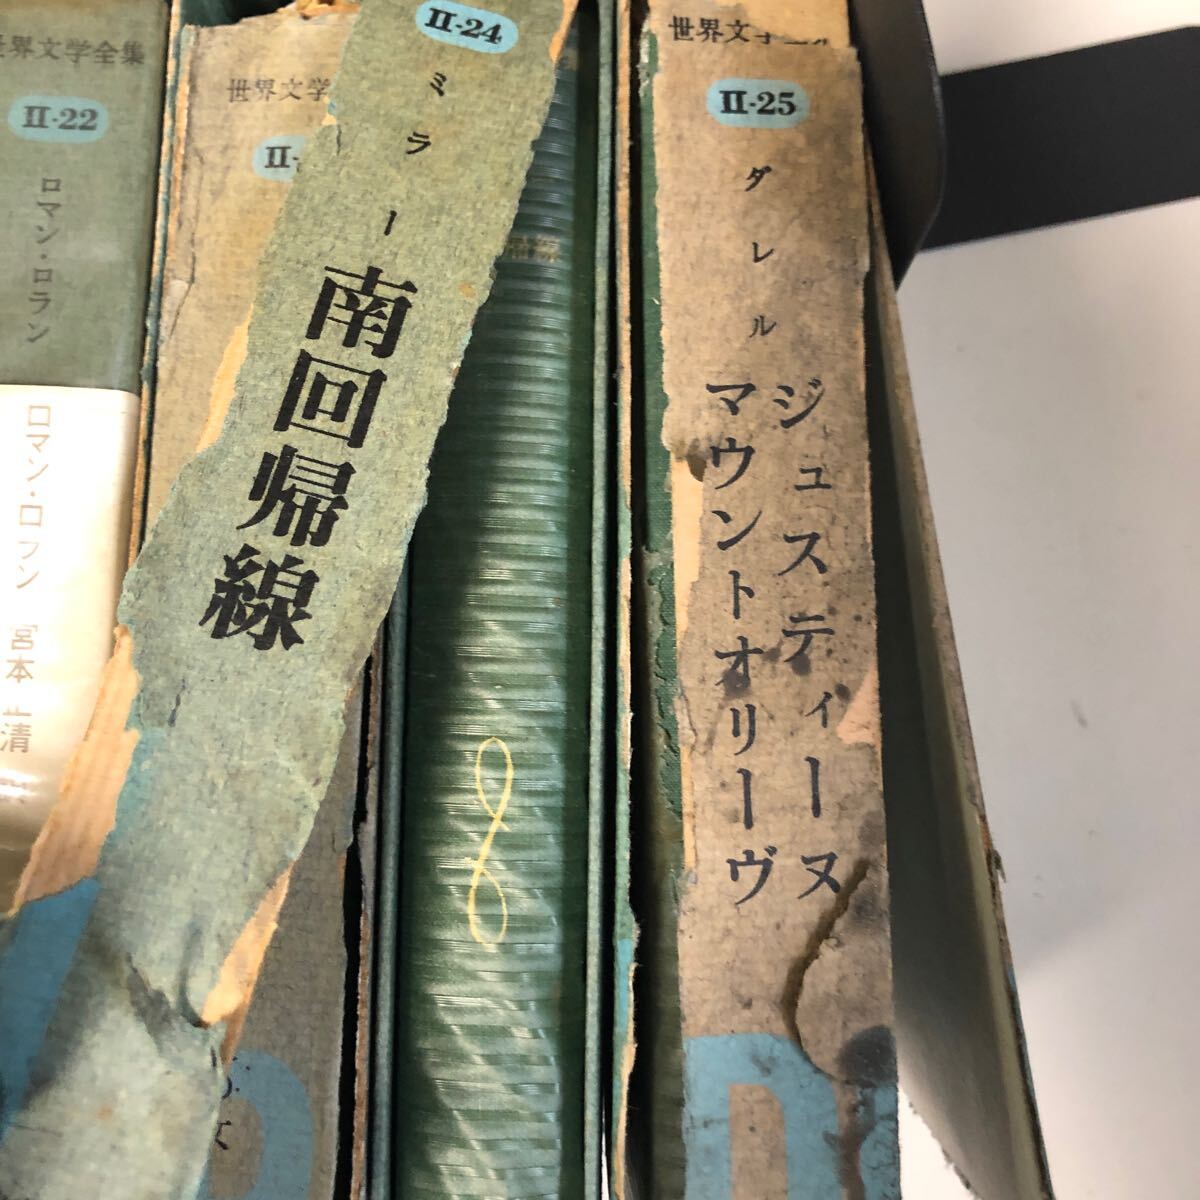 世界文学全集
II-22
ロマン・ロラン
ロマン・ロラン
宮本正清
世界文学
II-
II-24
ミラー
南回帰線
世界文
II-25
ダレル
ジュスティーヌ
マウントオリーヴ